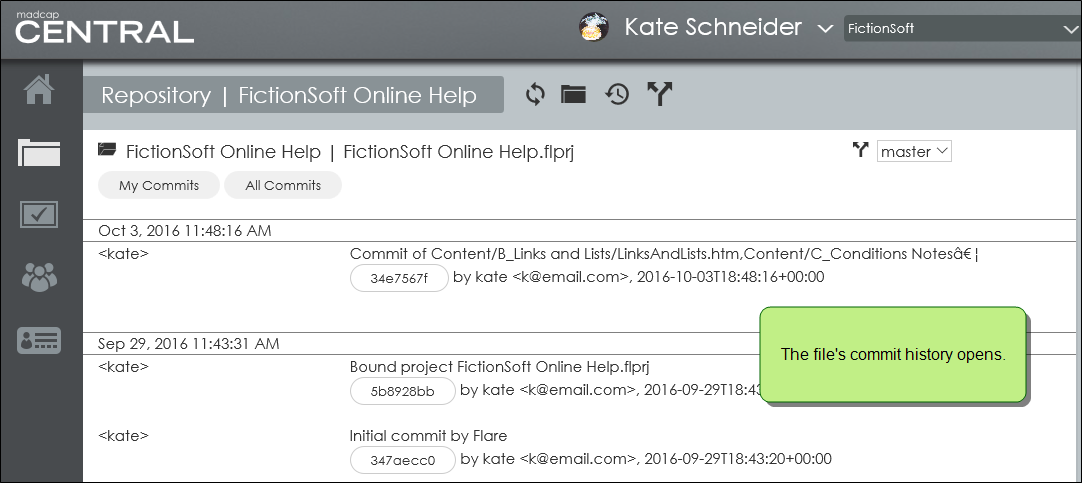 madcap
CENTRAL
Kate Schneider
FictionSoft
Repository | FictionSoft Online Help
FictionSoft Online Help | FictionSoft Online Help.flprj
master
My Commits
All Commits
Oct 3, 2016 11:48:16 AM
<kate>
Commit of Content/B_Links and Lists/LinksAndLists.htm,Content/C_Conditions Notesâ€¦
34e7567f by kate <k@email.com>, 2016-10-03T18:48:16+00:00
The file's commit history opens.
Sep 29, 2016 11:43:31 AM
<kate>
Bound project FictionSoft Online Help.flprj
5b8928bb by kate <k@email.com>, 2016-09-29T18:43
<kate>
Initial commit by Flare
347aecc0 by kate <k@email.com>, 2016-09-29T18:43:20+00:00